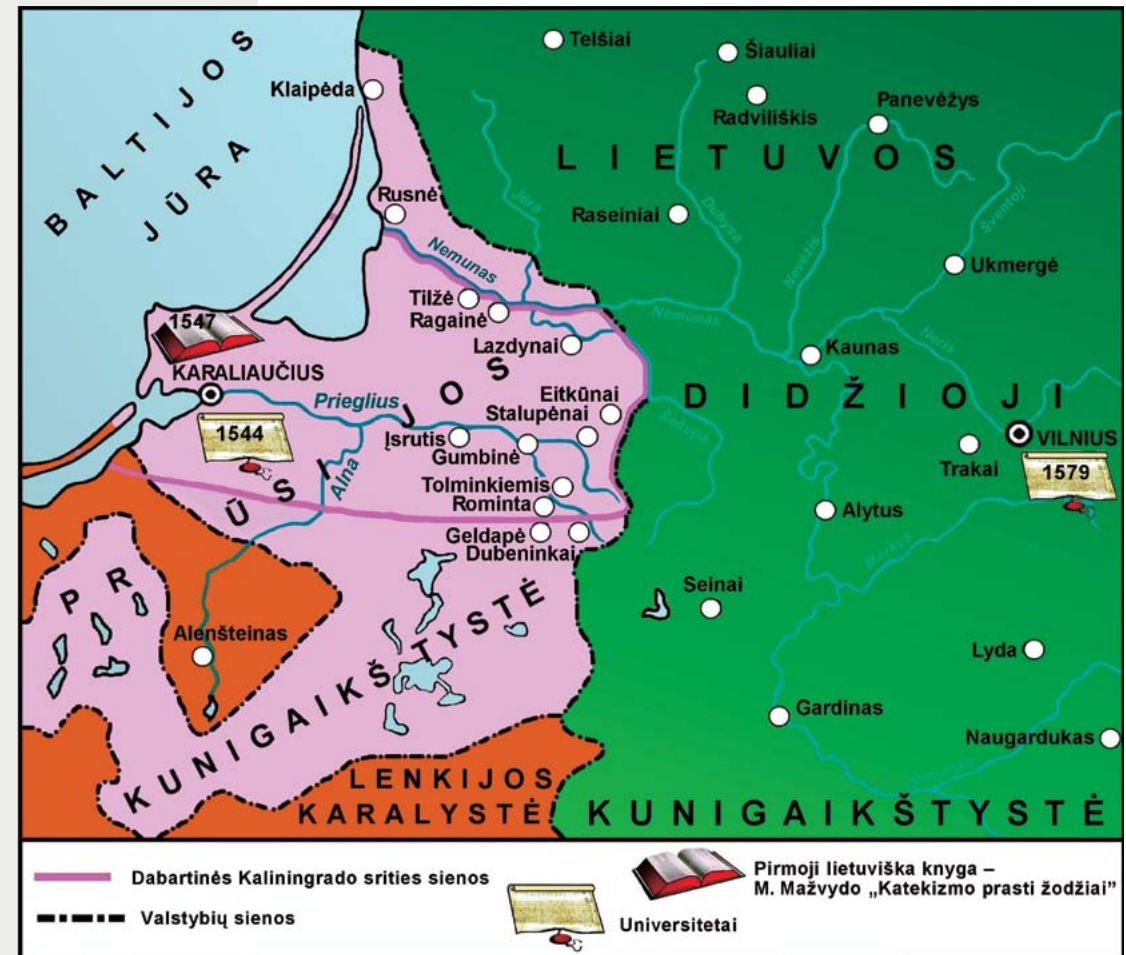 BALTIJOS
JŪRA
Klaipėda
Telšiai
Šiauliai
Radviliškis
Panevėžys
LIETUVOS
Rusnė
Jūra
Raseiniai
Dubysa
Nevėžis
Šventoji
Ukmergė
Nemunas
Tilžė
Ragainė
Nemunas
Neris
Lazdynai
Kaunas
1547
KARALIAUČIUS
Prieglius
Eitkūnai
Stalupėnai
DIDŽIOJI
Šešupė
VILNIUS
Trakai
1579
1544
Įsrutis
Gumbinė
Alna
Tolminkiemis
Rominta
Alytus
Geldapė
Dubeninkai
Merkys
PRŪSIJOS
Seinai
Alenšteinas
Lyda
KUNIGAIKŠTYSTĖ
Gardinas
Naugardukas
Nemunas
LENKIJOS
KARALYSTĖ
KUNIGAIKŠTYSTĖ
Dabartinės Kaliningrado srities sienos
Valstybių sienos
Universitetai
Pirmoji lietuviška knyga –
M. Mažvydo „Katekizmo prasti žodžiai”